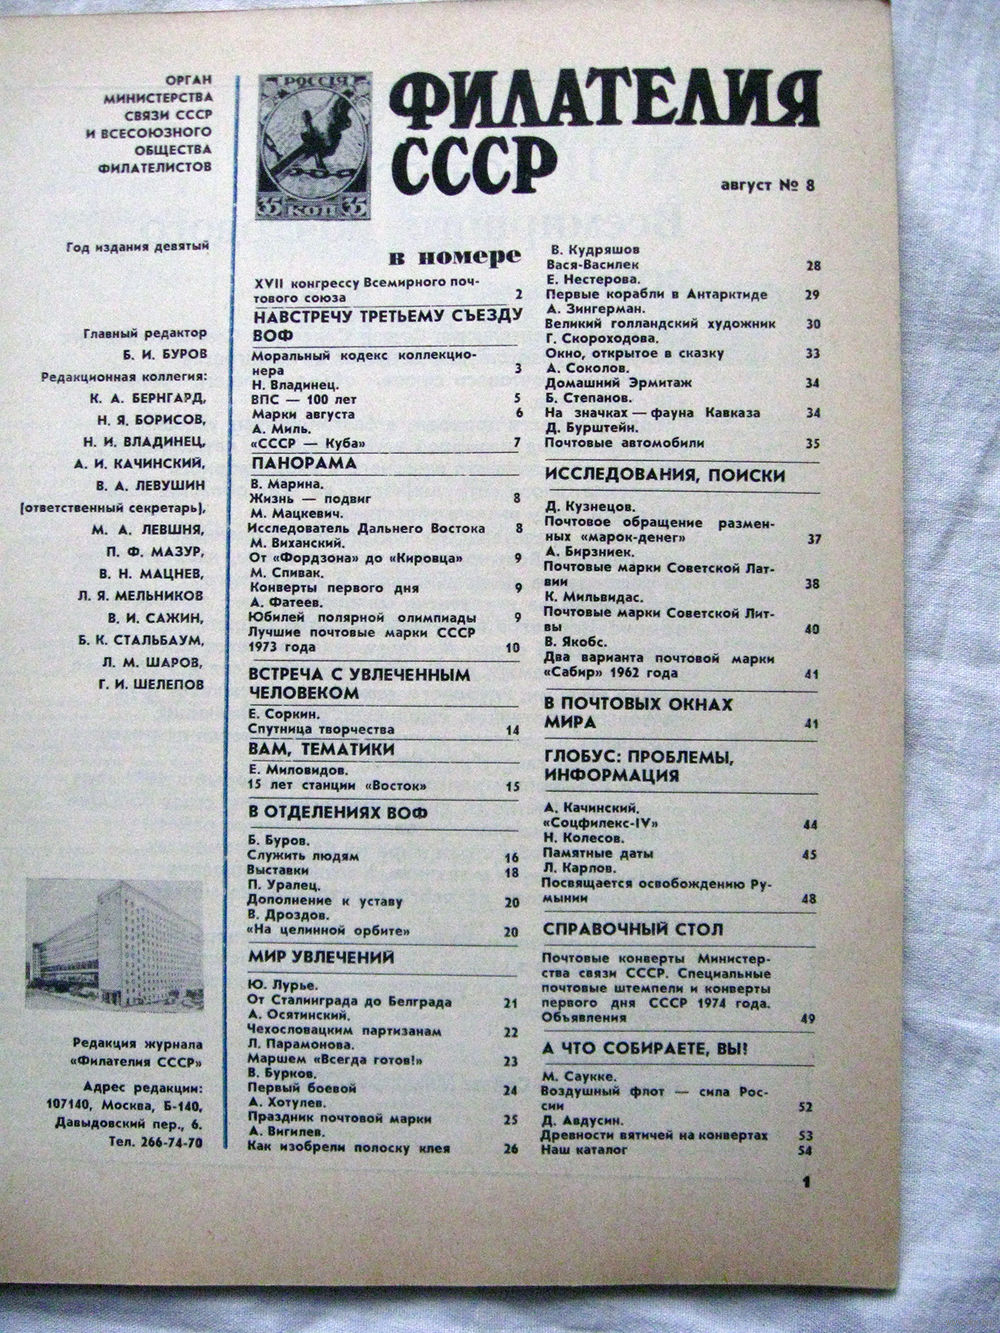 ОРГАН
МИНИСТЕРСТВА
СВЯЗИ СССР
И ВСЕСОЮЗНОГО
ОБЩЕСТВА
ФИЛАТЕЛИСТОВ
Год издания девятый
Главный редактор
Б. И. БУРОВ
Редакционная коллегия:
К. А. БЕРНГАРД,
Н. Я. БОРИСОВ,
Н. И. ВЛАДИНЕЦ,
А. И. КАЧИНСКИЙ,
В. А. ЛЕВУШИН
(ответственный секретарь),
М. А. ЛЕВШНЯ,
П. Ф. МАЗУР,
В. Н. МАЦНЕВ,
Л. Я. МЕЛЬНИКОВ
В. И. САЖИН,
Б. К. СТАЛЬБАУМ,
Л. М. ШАРОВ,
Г. И. ШЕЛЕПОВ
Редакция журнала
«Филателия СССР»
Адрес редакции:
107140, Москва, Б-140,
Давыдовский пер., 6.
Тел. 266-74-70
РОССIЯ
35 КОП 35
ФИЛАТЕЛИЯ
СССР
август № 8
в номере
XVII конгрессу Всемирного поч-
тового союза 2
НАВСТРЕЧУ ТРЕТЬЕМУ СЪЕЗДУ
ВОФ
Моральный кодекс коллекцио-
нера 3
Н. Владинец.
ВПС — 100 лет 5
Марки августа 6
А. Миль.
«СССР — Куба» 7
ПАНОРАМА
В. Марина.
Жизнь — подвиг 8
М. Мацкевич.
Исследователь Дальнего Востока 8
М. Виханский.
От «Фордзона» до «Кировца» 9
М. Спивак.
Конверты первого дня 9
А. Фатеев.
Юбилей полярной олимпиады 9
Лучшие почтовые марки СССР
1973 года 10
ВСТРЕЧА С УВЛЕЧЕННЫМ
ЧЕЛОВЕКОМ
Е. Соркин.
Спутница творчества 14
ВАМ, ТЕМАТИКИ
Е. Миловидов.
15 лет станции «Восток» 15
В ОТДЕЛЕНИЯХ ВОФ
Б. Буров.
Служить людям 16
Выставки 18
П. Уралец.
Дополнение к уставу 20
В. Дроздов.
«На целинной орбите» 20
МИР УВЛЕЧЕНИЙ
Ю. Лурье.
От Сталинграда до Белграда 21
А. Осятинский.
Чехословацким партизанам 22
Л. Парамонова.
Маршем «Всегда готов!» 23
В. Бурков.
Первый боевой 24
А. Хотулев.
Праздник почтовой марки 25
А. Вигилев.
Как изобрели полоску клея 26
В. Кудряшов
Вася-Василек 28
Е. Нестерова.
Первые корабли в Антарктиде 29
А. Зингерман.
Великий голландский художник 30
Г. Скороходова.
Окно, открытое в сказку 33
А. Соколов.
Домашний Эрмитаж 34
Б. Степанов.
На значках — фауна Кавказа 34
Д. Бурштейн.
Почтовые автомобили 35
ИССЛЕДОВАНИЯ, ПОИСКИ
Д. Кузнецов.
Почтовое обращение размен-
ных «марок-денег» 37
А. Бирзниек.
Почтовые марки Советской Лат-
вии 38
К. Мильвидас.
Почтовые марки Советской Лит-
вы 40
В. Якобс.
Два варианта почтовой марки
«Сабир» 1962 года 41
В ПОЧТОВЫХ ОКНАХ
МИРА 41
ГЛОБУС: ПРОБЛЕМЫ,
ИНФОРМАЦИЯ
А. Качинский.
«Соцфилекс-IV» 44
Н. Колесов.
Памятные даты 45
Л. Карлов.
Посвящается освобождению Ру-
мынии 48
СПРАВОЧНЫЙ СТОЛ
Почтовые конверты Министер-
ства связи СССР. Специальные
почтовые штемпели и конверты
первого дня СССР 1974 года.
Объявления 49
А ЧТО СОБИРАЕТЕ, ВЫ?
М. Саукке.
Воздушный флот — сила Рос-
сии 52
Д. Авдусин.
Древности вятичей на конвертах 53
Наш каталог 54
1